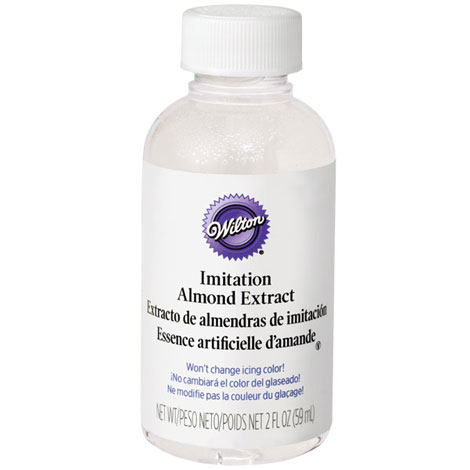 Wilton®
Imitation
Almond Extract
Extracto de almendras de imitación
Essence artificielle d'amande®
Won't change icing color!
¡No cambiará el color del glaseado!
Ne modifie pas la couleur du glaçage!
NET WT/PESO NETO/POIDS NET 2 FL OZ (59 mL)